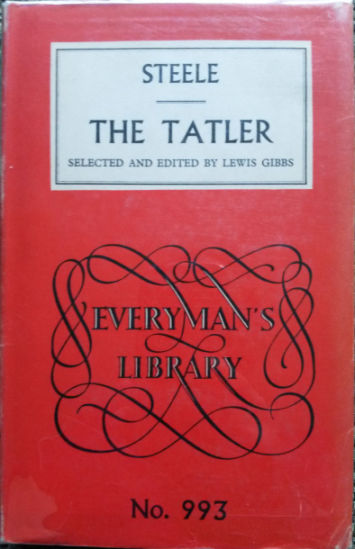 STEELE
THE TATLER
SELECTED AND EDITED BY LEWIS GIBBS
EVERYMAN'S
LIBRARY
No. 993